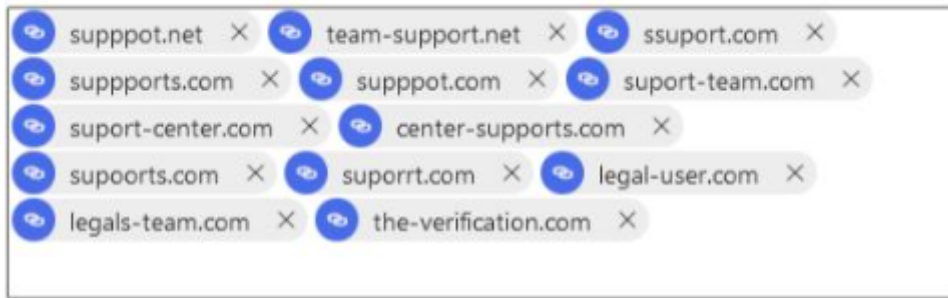 supppot.net × team-support.net × ssuport.com ×
suppports.com × supppot.com × suport-team.com ×
suport-center.com × center-supports.com ×
supoorts.com × suporrt.com × legal-user.com ×
legals-team.com × the-verification.com ×